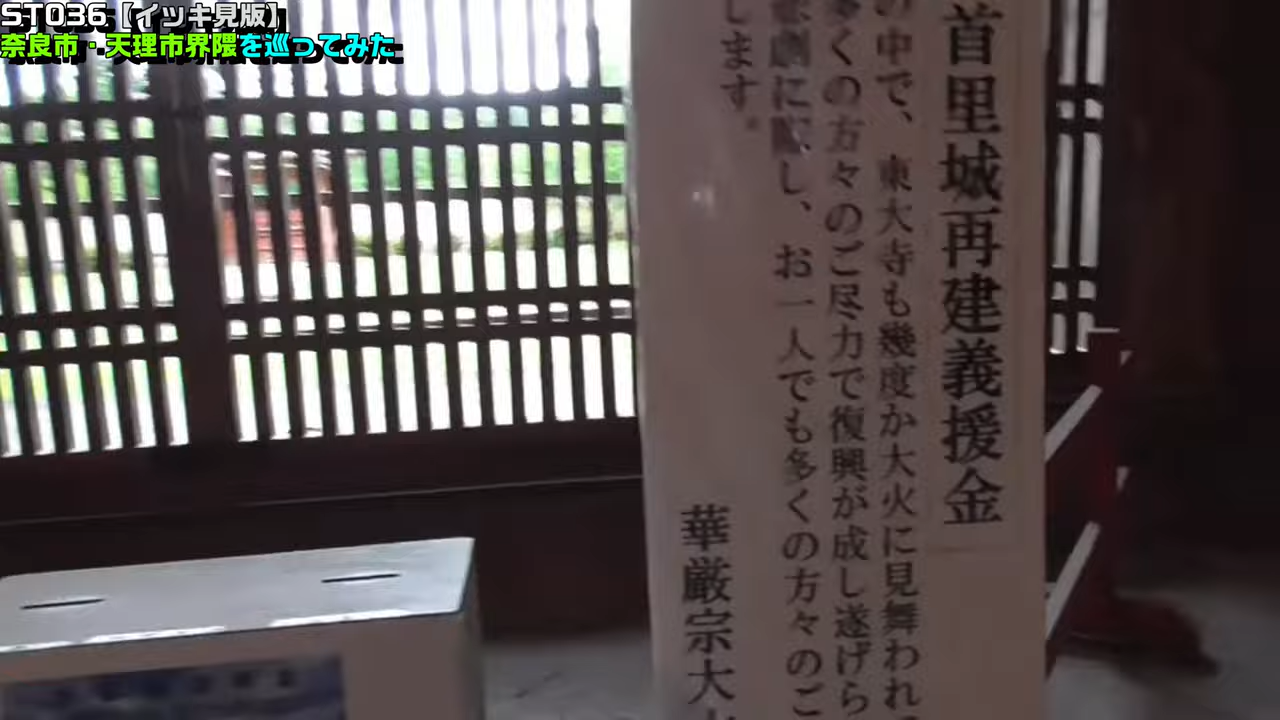 ST036【イッキ見版】
奈良市・天理市界隈を巡ってみた
首里城再建義援金
の中で、東大寺も幾度か大火に見舞われ
多くの方々のご尽力で復興が成し遂げら
に際し、お一人でも多くの方々のご
します。
華厳宗大